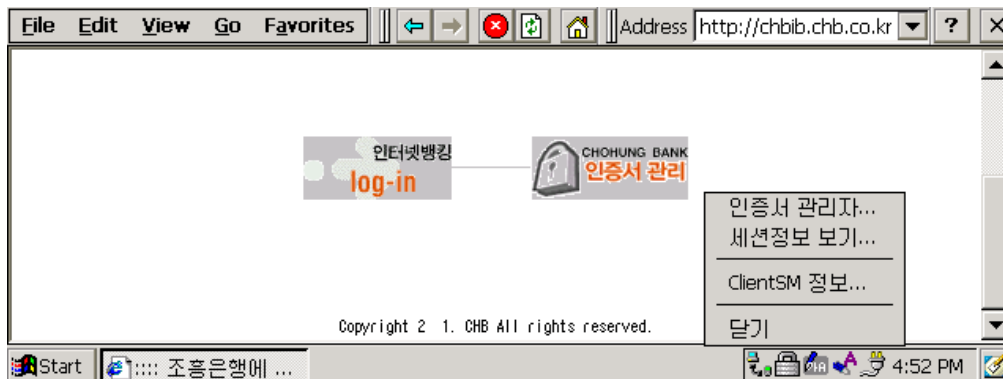 File Edit View Go Favorites Address http://chbib.chb.co.kr ?
인터넷뱅킹
log-in
CHOHUNG BANK
인증서 관리
인증서 관리자...
세션정보 보기...
ClientSM 정보...
닫기
Copyright 2 1. CHB All rights reserved.
Start :::: 조흥은행에 ... 4:52 PM